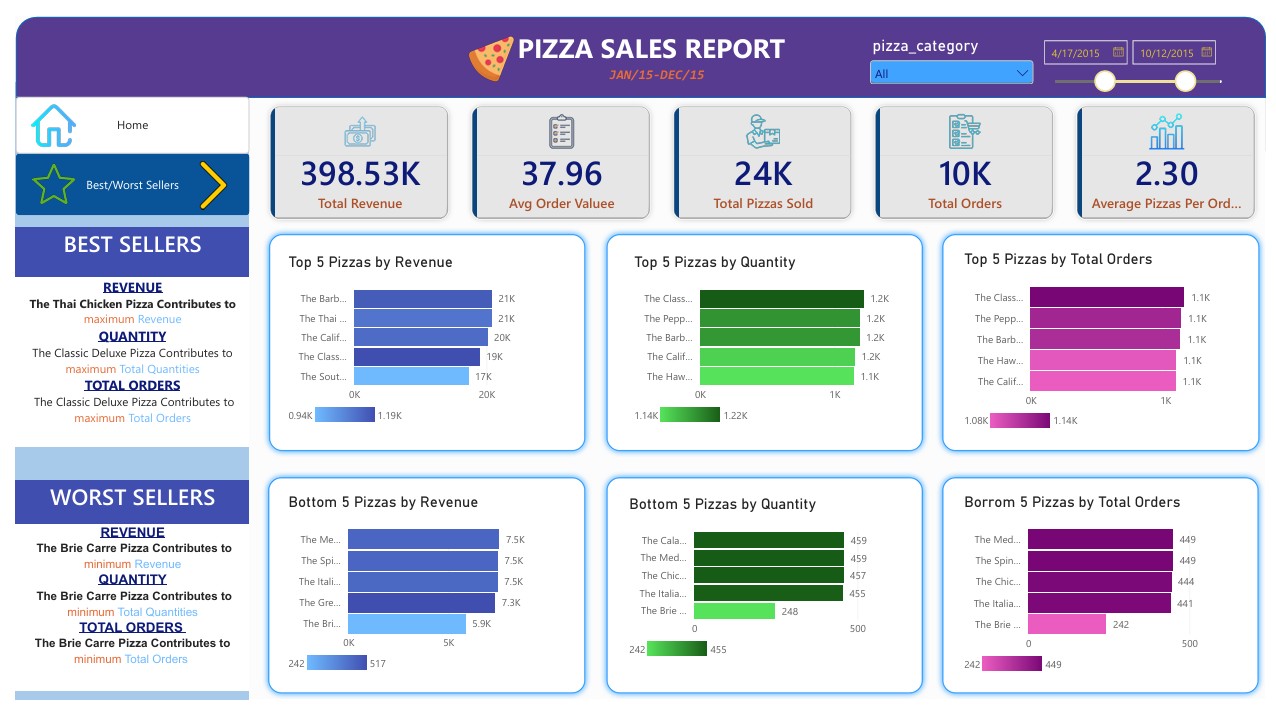 PIZZA SALES REPORT
JAN/15-DEC/15
pizza_category
All
4/17/2015
10/12/2015
Home
Best/Worst Sellers
398.53K
Total Revenue
37.96
Avg Order Valuee
24K
Total Pizzas Sold
10K
Total Orders
2.30
Average Pizzas Per Ord...
BEST SELLERS
REVENUE
The Thai Chicken Pizza Contributes to
maximum Revenue
QUANTITY
The Classic Deluxe Pizza Contributes to
maximum Total Quantities
TOTAL ORDERS
The Classic Deluxe Pizza Contributes to
maximum Total Orders
WORST SELLERS
REVENUE
The Brie Carre Pizza Contributes to
minimum Revenue
QUANTITY
The Brie Carre Pizza Contributes to
minimum Total Quantities
TOTAL ORDERS
The Brie Carre Pizza Contributes to
minimum Total Orders
Top 5 Pizzas by Revenue
The Barb... 21K
The Thai ... 21K
The Calif... 20K
The Class... 19K
The Sout... 17K
0K 20K
0.94K 1.19K
Top 5 Pizzas by Quantity
The Class... 1.2K
The Pepp... 1.2K
The Barb... 1.2K
The Calif... 1.2K
The Haw... 1.1K
0K 1K
1.14K 1.22K
Top 5 Pizzas by Total Orders
The Class... 1.1K
The Pepp... 1.1K
The Barb... 1.1K
The Haw... 1.1K
The Calif... 1.1K
0K 1K
1.08K 1.14K
Bottom 5 Pizzas by Revenue
The Me... 7.5K
The Spi... 7.5K
The Itali... 7.5K
The Gre... 7.3K
The Bri... 5.9K
0K 5K
242 517
Bottom 5 Pizzas by Quantity
The Cala... 459
The Med... 459
The Chic... 457
The Italia... 455
The Brie ... 248
0 500
242 455
Borrom 5 Pizzas by Total Orders
The Med... 449
The Spin... 449
The Chic... 444
The Italia... 441
The Brie ... 242
0 500
242 449